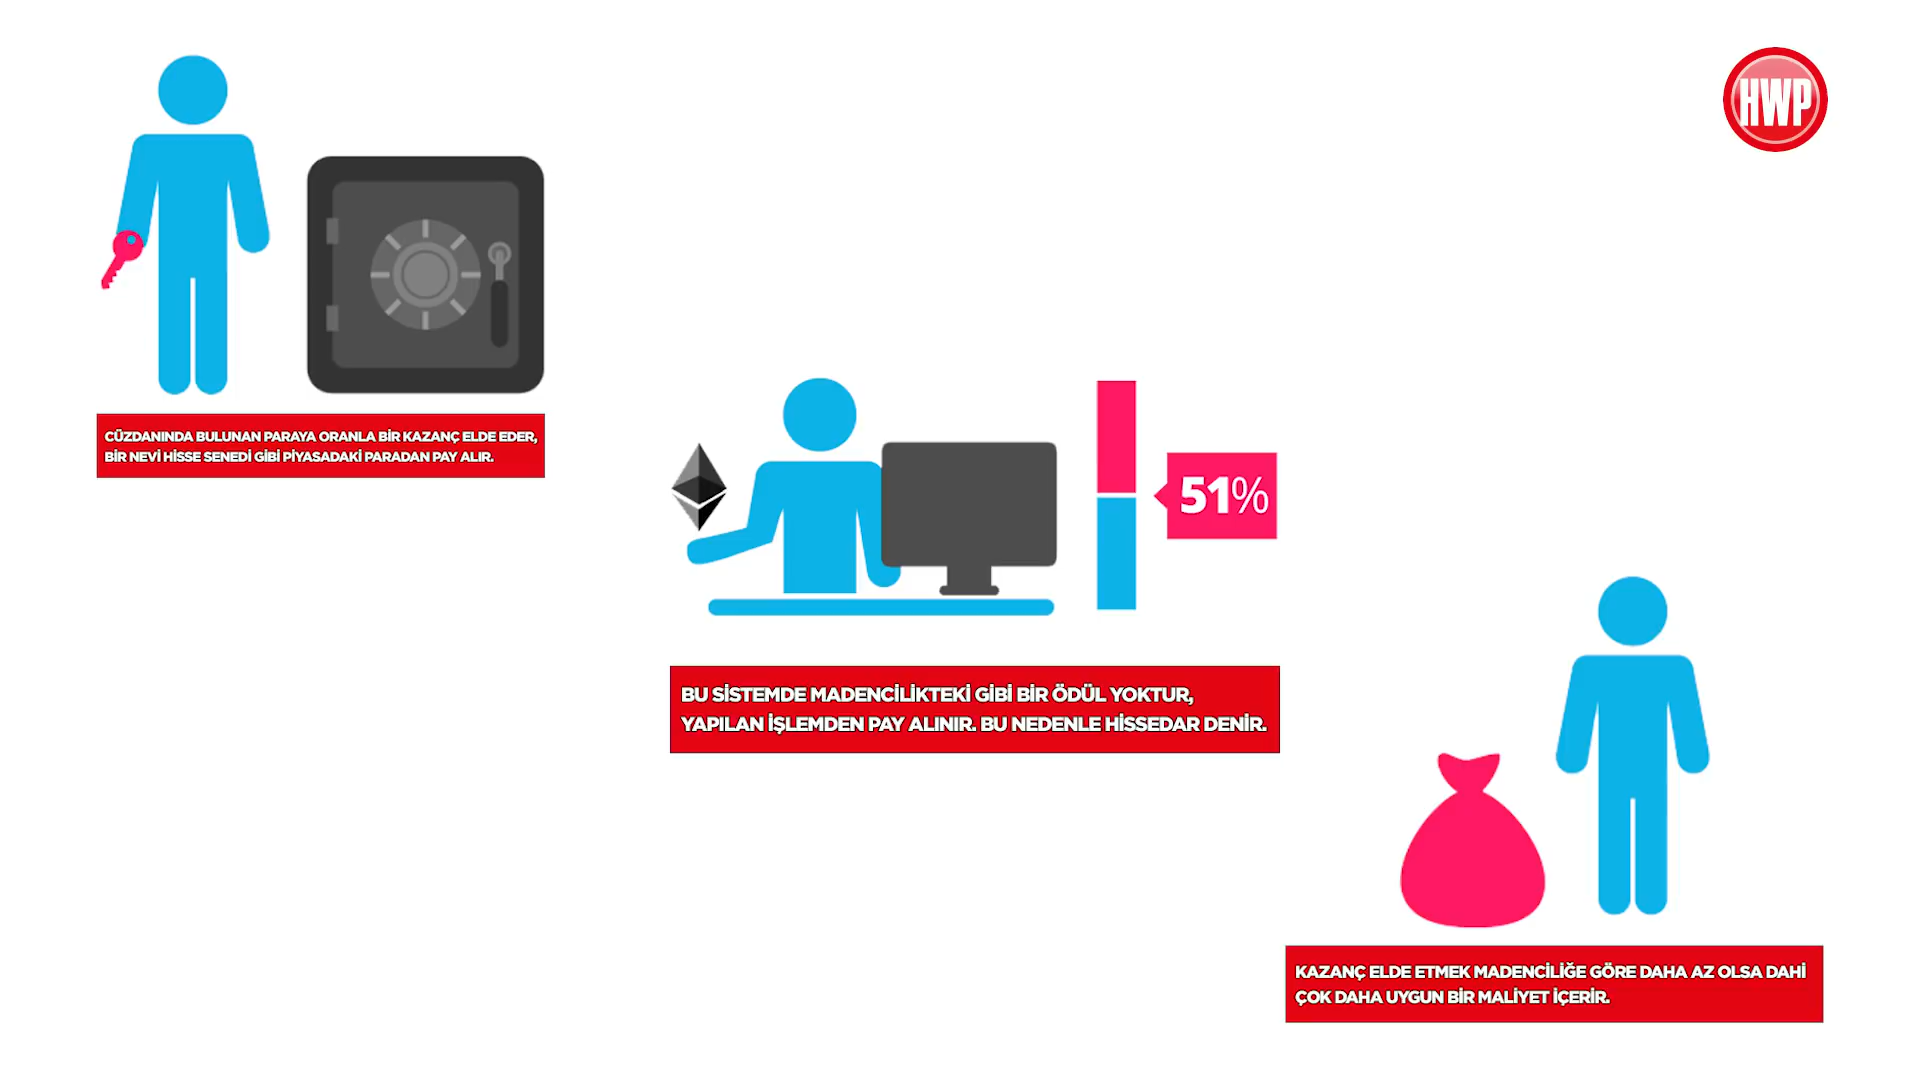 HWP
CÜZDANINDA BULUNAN PARAYA ORANLA BİR KAZANÇ ELDE EDER,
BİR NEVİ HİSSE SENEDİ GİBİ PİYASADAKİ PARADAN PAY ALIR.
51%
BU SİSTEMDE MADENCİLİKTEKİ GİBİ BİR ÖDÜL YOKTUR,
YAPILAN İŞLEMDEN PAY ALINIR. BU NEDENLE HİSSEDAR DENİR.
KAZANÇ ELDE ETMEK MADENCİLİĞE GÖRE DAHA AZ OLSA DAHİ
ÇOK DAHA UYGUN BİR MALİYET İÇERİR.